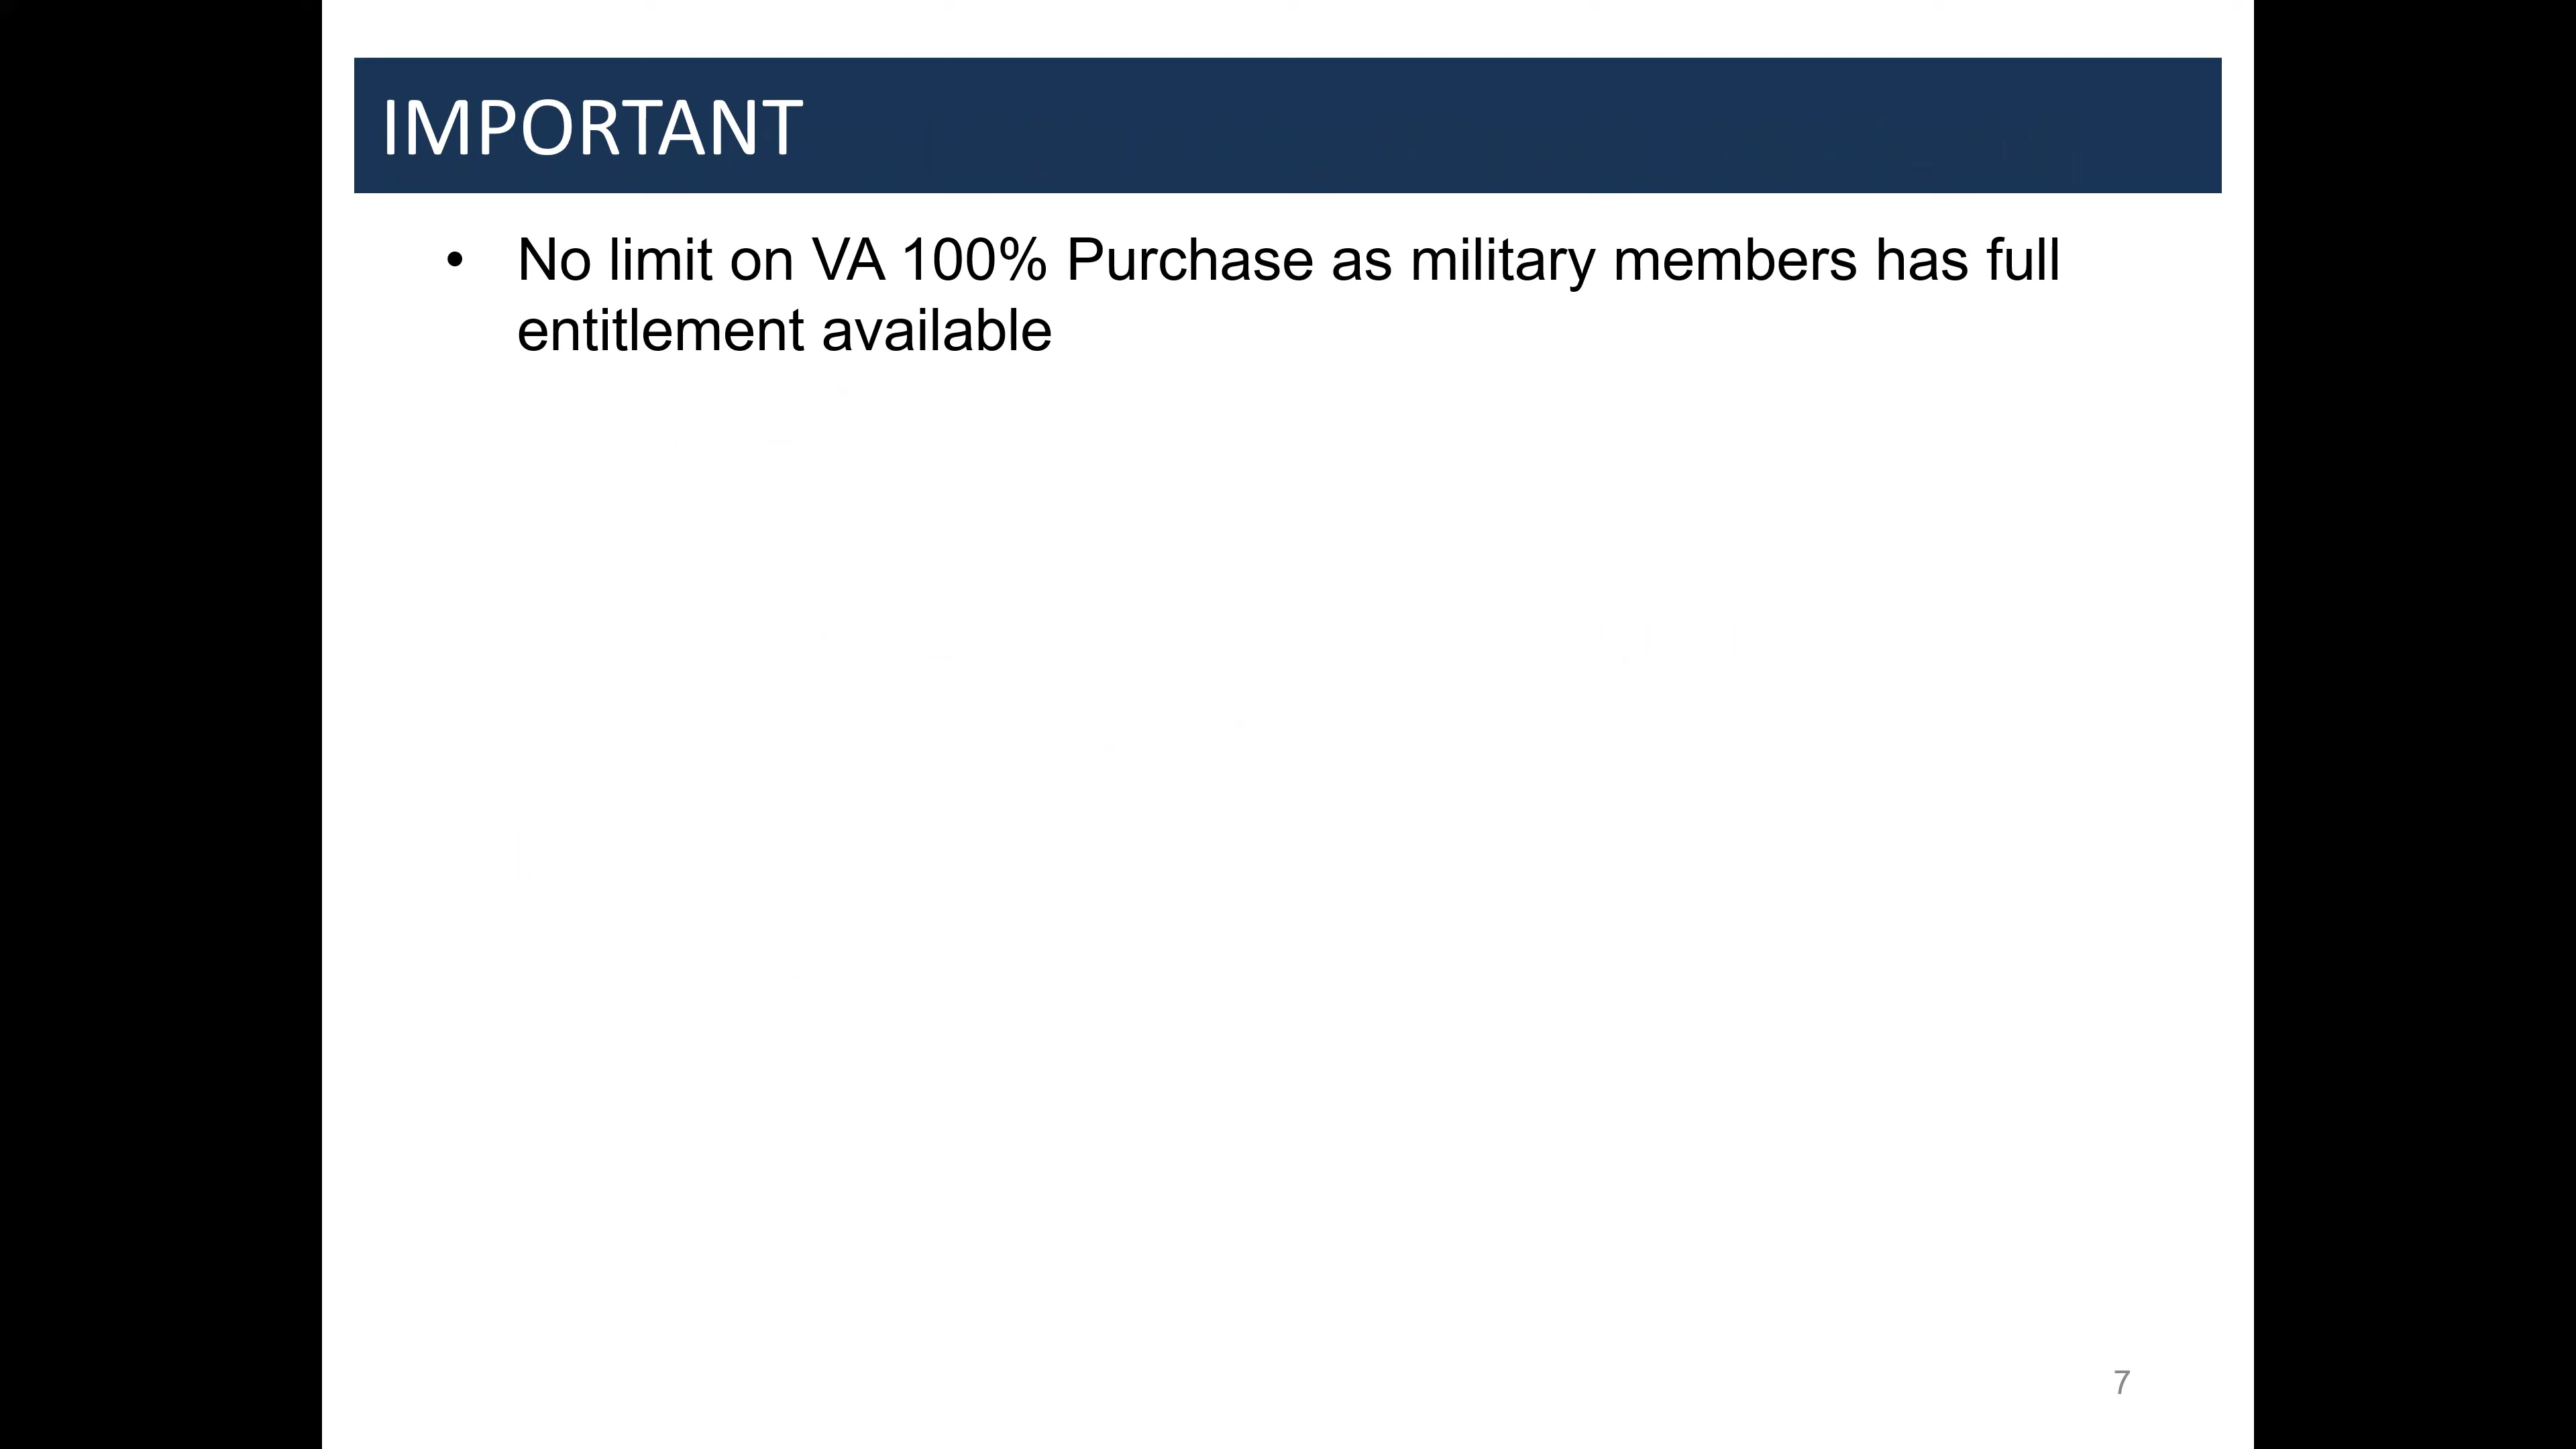 IMPORTANT
• No limit on VA 100% Purchase as military members has full
entitlement available
7